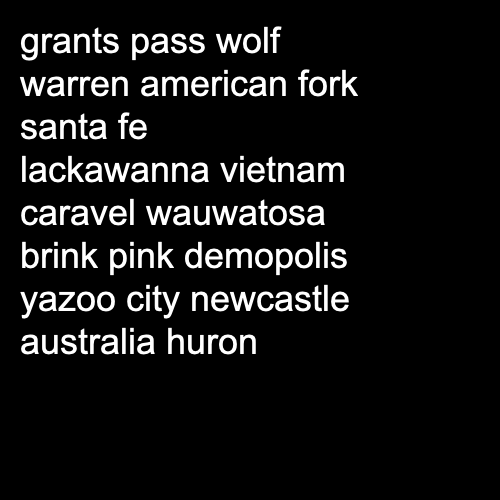 grants pass wolf
warren american fork
santa fe
lackawanna vietnam
caravel wauwatosa
brink pink demopolis
yazoo city newcastle
australia huron